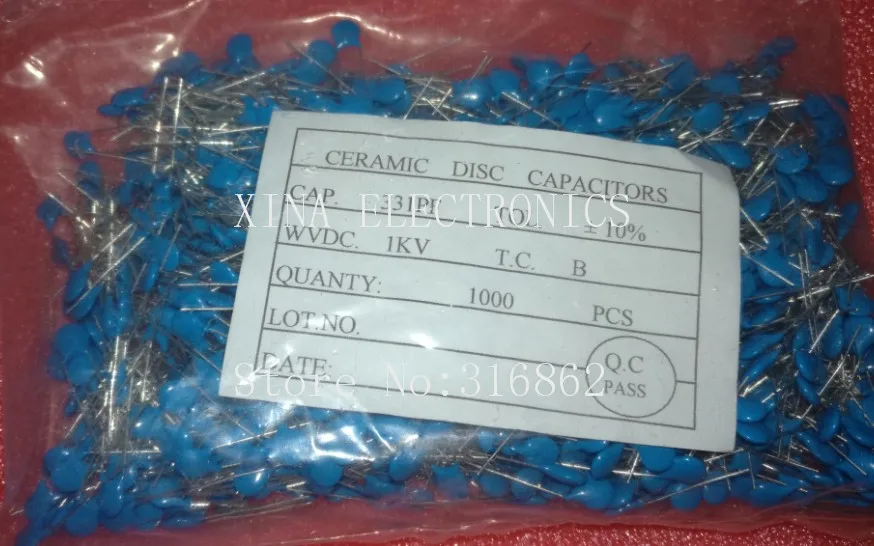 CERAMIC DISC CAPACITORS
CAP. 331PF TOL. ±10%
XINA ELECTRONICS
WVDC. 1KV T.C. B
QUANTY: 1000 PCS
LOT.NO.
Q.C
DATE:
PASS
Store No:316862